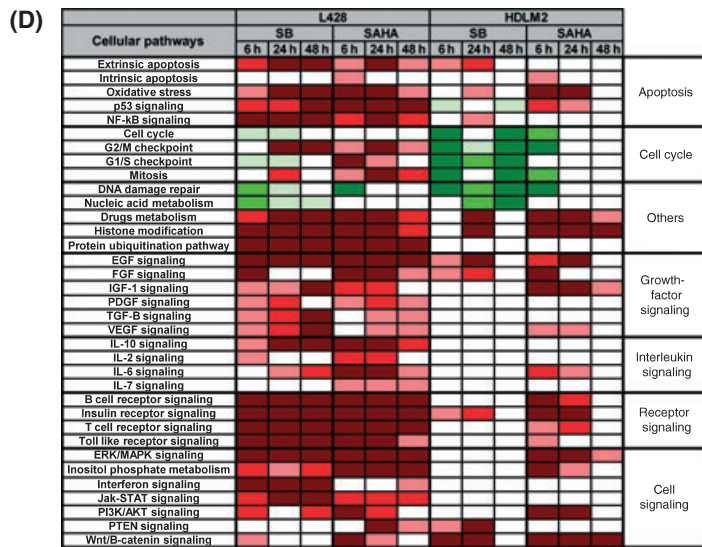 (D)
L428 HDLM2
Cellular pathways SB SAHA SB SAHA
6 h 24 h 48 h 6 h 24 h 48 h 6 h 24 h 48 h 6 h 24 h 48 h
Extrinsic apoptosis
Intrinsic apoptosis
Oxidative stress
p53 signaling
NF-kB signaling
Apoptosis
Cell cycle
G2/M checkpoint
G1/S checkpoint
Mitosis
Cell cycle
DNA damage repair
Nucleic acid metabolism
Drugs metabolism
Histone modification
Protein ubiquitination pathway
Others
EGF signaling
FGF signaling
IGF-1 signaling
PDGF signaling
TGF-B signaling
VEGF signaling
Growth-
factor
signaling
IL-10 signaling
IL-2 signaling
IL-6 signaling
IL-7 signaling
Interleukin
signaling
B cell receptor signaling
Insulin receptor signaling
T cell receptor signaling
Toll like receptor signaling
Receptor
signaling
ERK/MAPK signaling
Inositol phosphate metabolism
Interferon signaling
Jak-STAT signaling
PI3K/AKT signaling
PTEN signaling
Wnt/B-catenin signaling
Cell
signaling